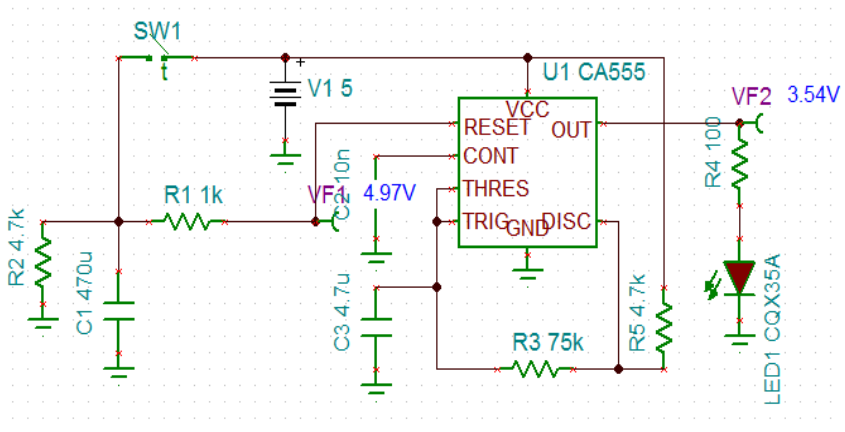 SW1
t
+
V1 5
U1 CA555
VCC
RESET
OUT
CONT
THRES
TRIG
GND
DISC
VF2 3.54V
R4 100
R1 1k
VF1 4.97V
C2 10n
R2 4.7k
C1 470u
C3 4.7u
R3 75k
R5 4.7k
LED1 CQX35A